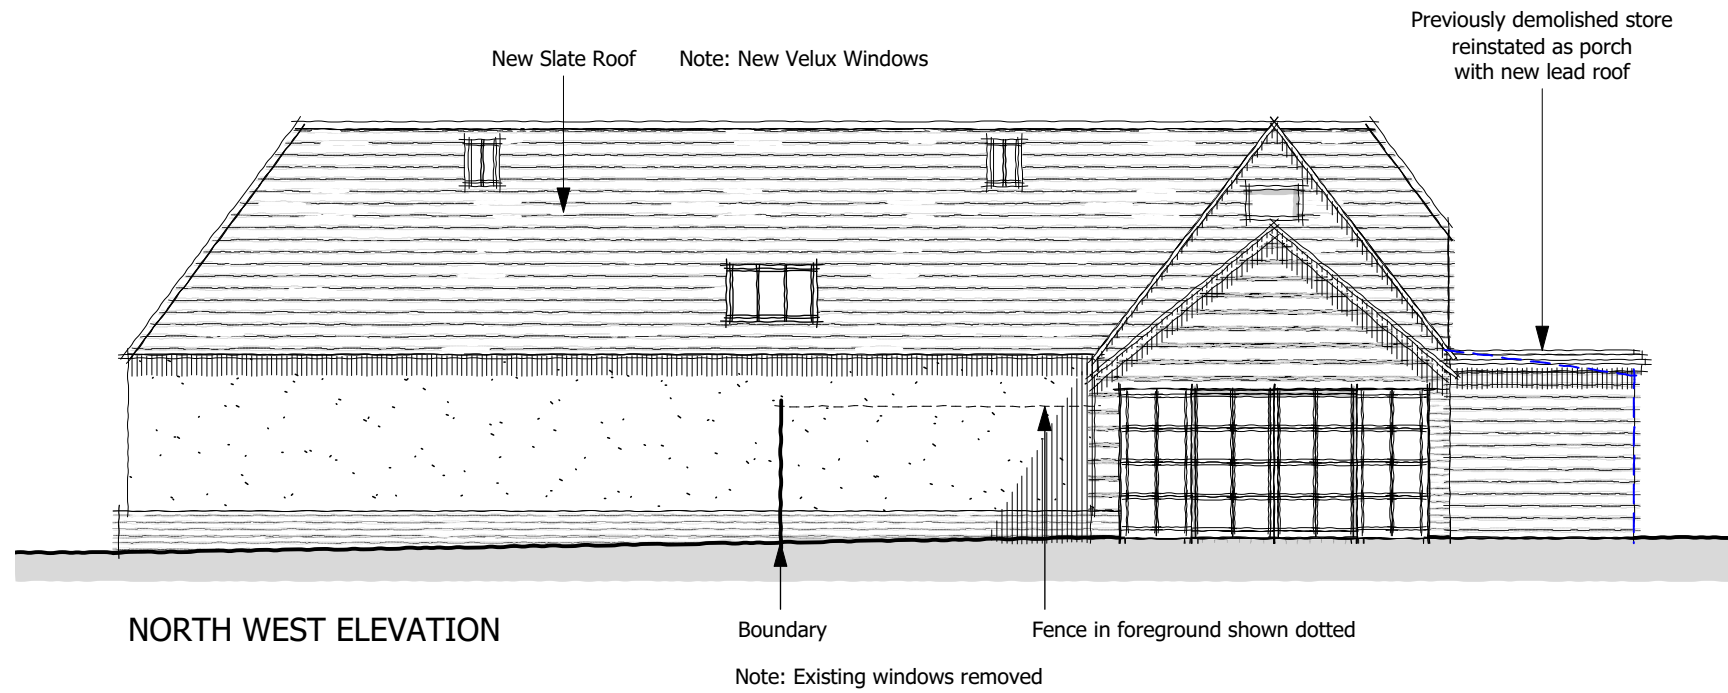 Previously demolished store
reinstated as porch
with new lead roof
New Slate Roof
Note: New Velux Windows
NORTH WEST ELEVATION
Boundary
Fence in foreground shown dotted
Note: Existing windows removed